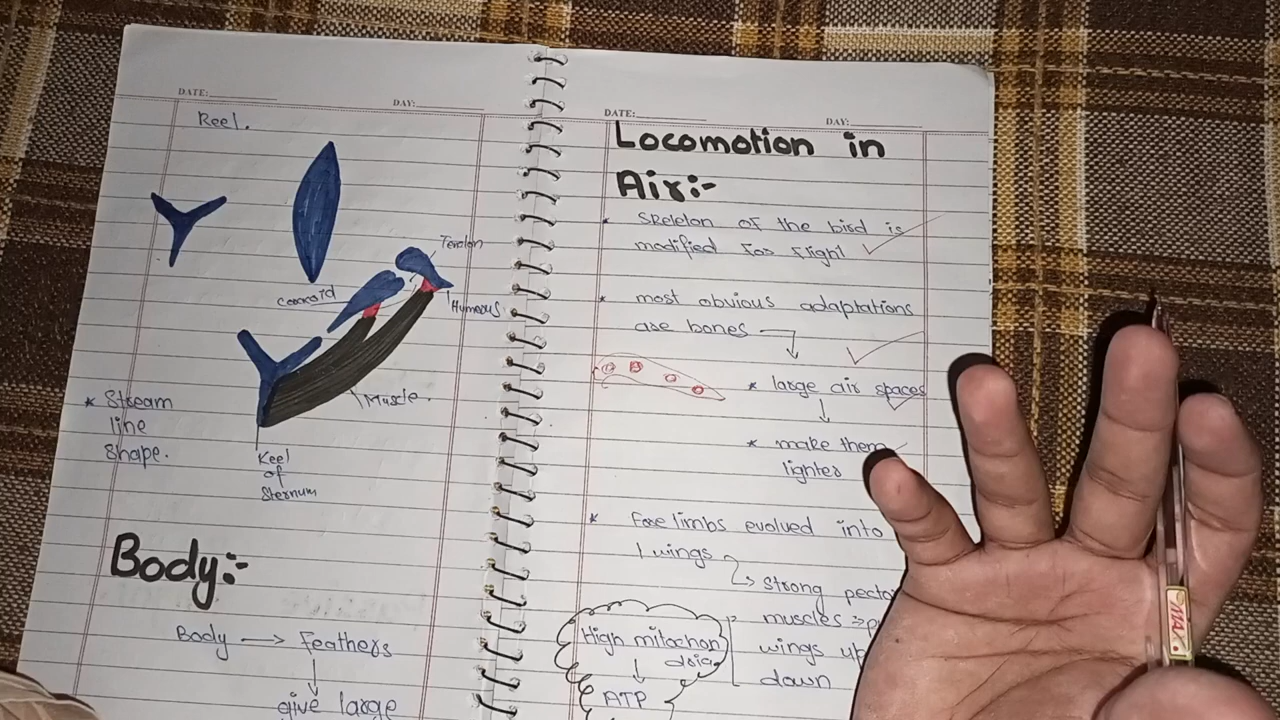 DATE:
DAY:
Reel.
Tendon
Coracoid
Humerus
Muscle.
* Stream
line
shape.
Keel
of
Sternum
Body:-
Body → Feathers
↓
give large
DATE:
DAY:
Locomotion in
Air:-
* Skeleton of the bird is
modified for flight
* most obvious adaptations
are bones
* large air spaces
↓
* make them
lighter
* Fore limbs evolved into
wings
strong
muscles
wings up
down
High mitochon
dria
↓
ATP